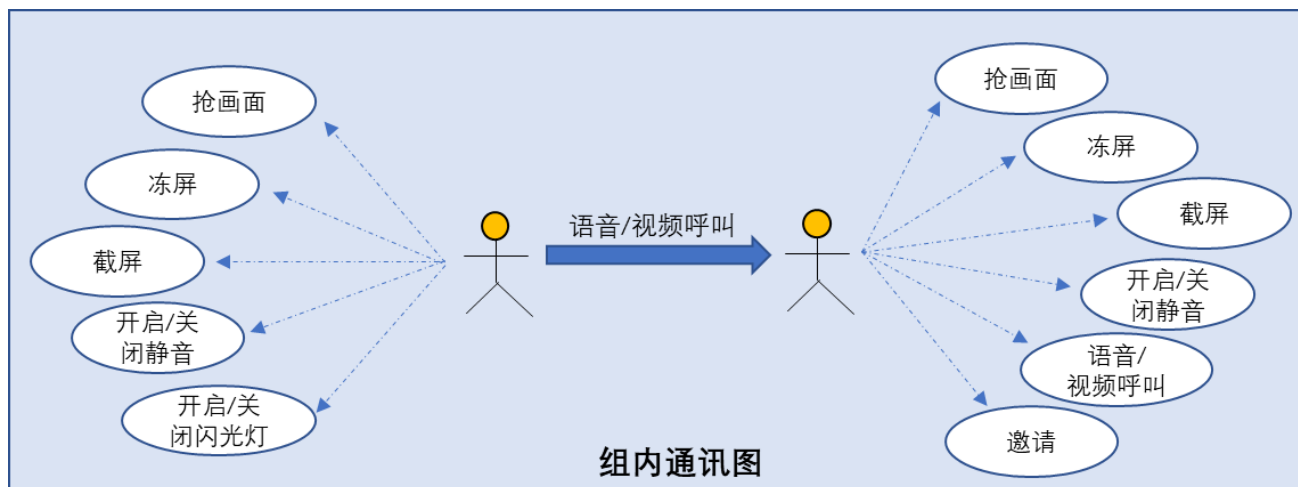 抢画面
冻屏
截屏
开启/关
闭静音
开启/关
闭闪光灯
语音/视频呼叫
抢画面
冻屏
截屏
开启/关
闭静音
语音/
视频呼叫
邀请
组内通讯图